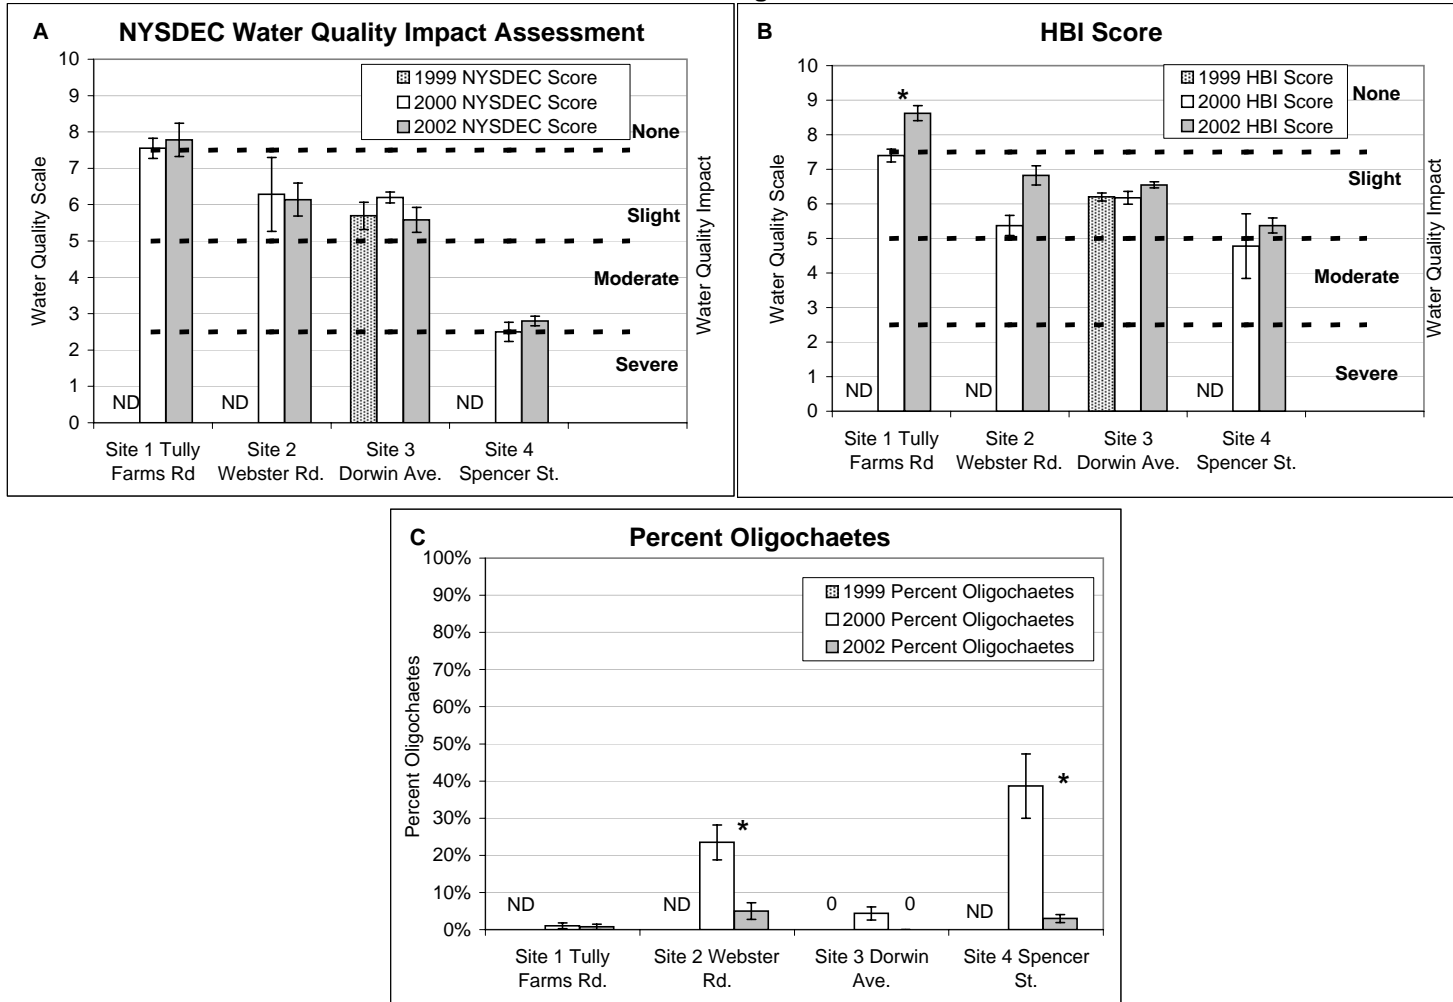 A
NYSDEC Water Quality Impact Assessment
10
9
8
7
6
5
4
3
2
1
0
Water Quality Scale
1999 NYSDEC Score
2000 NYSDEC Score
2002 NYSDEC Score
None
Slight
Moderate
Severe
Water Quality Impact
ND
ND
ND
Site 1 Tully
Farms Rd
Site 2
Webster Rd.
Site 3
Dorwin Ave.
Site 4
Spencer St.
B
HBI Score
10
9
8
7
6
5
4
3
2
1
0
Water Quality Scale
1999 HBI Score
2000 HBI Score
2002 HBI Score
*
None
Slight
Moderate
Severe
Water Quality Impact
ND
ND
ND
Site 1 Tully
Farms Rd
Site 2
Webster Rd.
Site 3
Dorwin Ave.
Site 4
Spencer St.
C
Percent Oligochaetes
100%
90%
80%
70%
60%
50%
40%
30%
20%
10%
0%
Percent Oligochaetes
1999 Percent Oligochaetes
2000 Percent Oligochaetes
2002 Percent Oligochaetes
*
*
ND
ND
0
0
ND
Site 1 Tully
Farms Rd.
Site 2 Webster
Rd.
Site 3 Dorwin
Ave.
Site 4 Spencer
St.